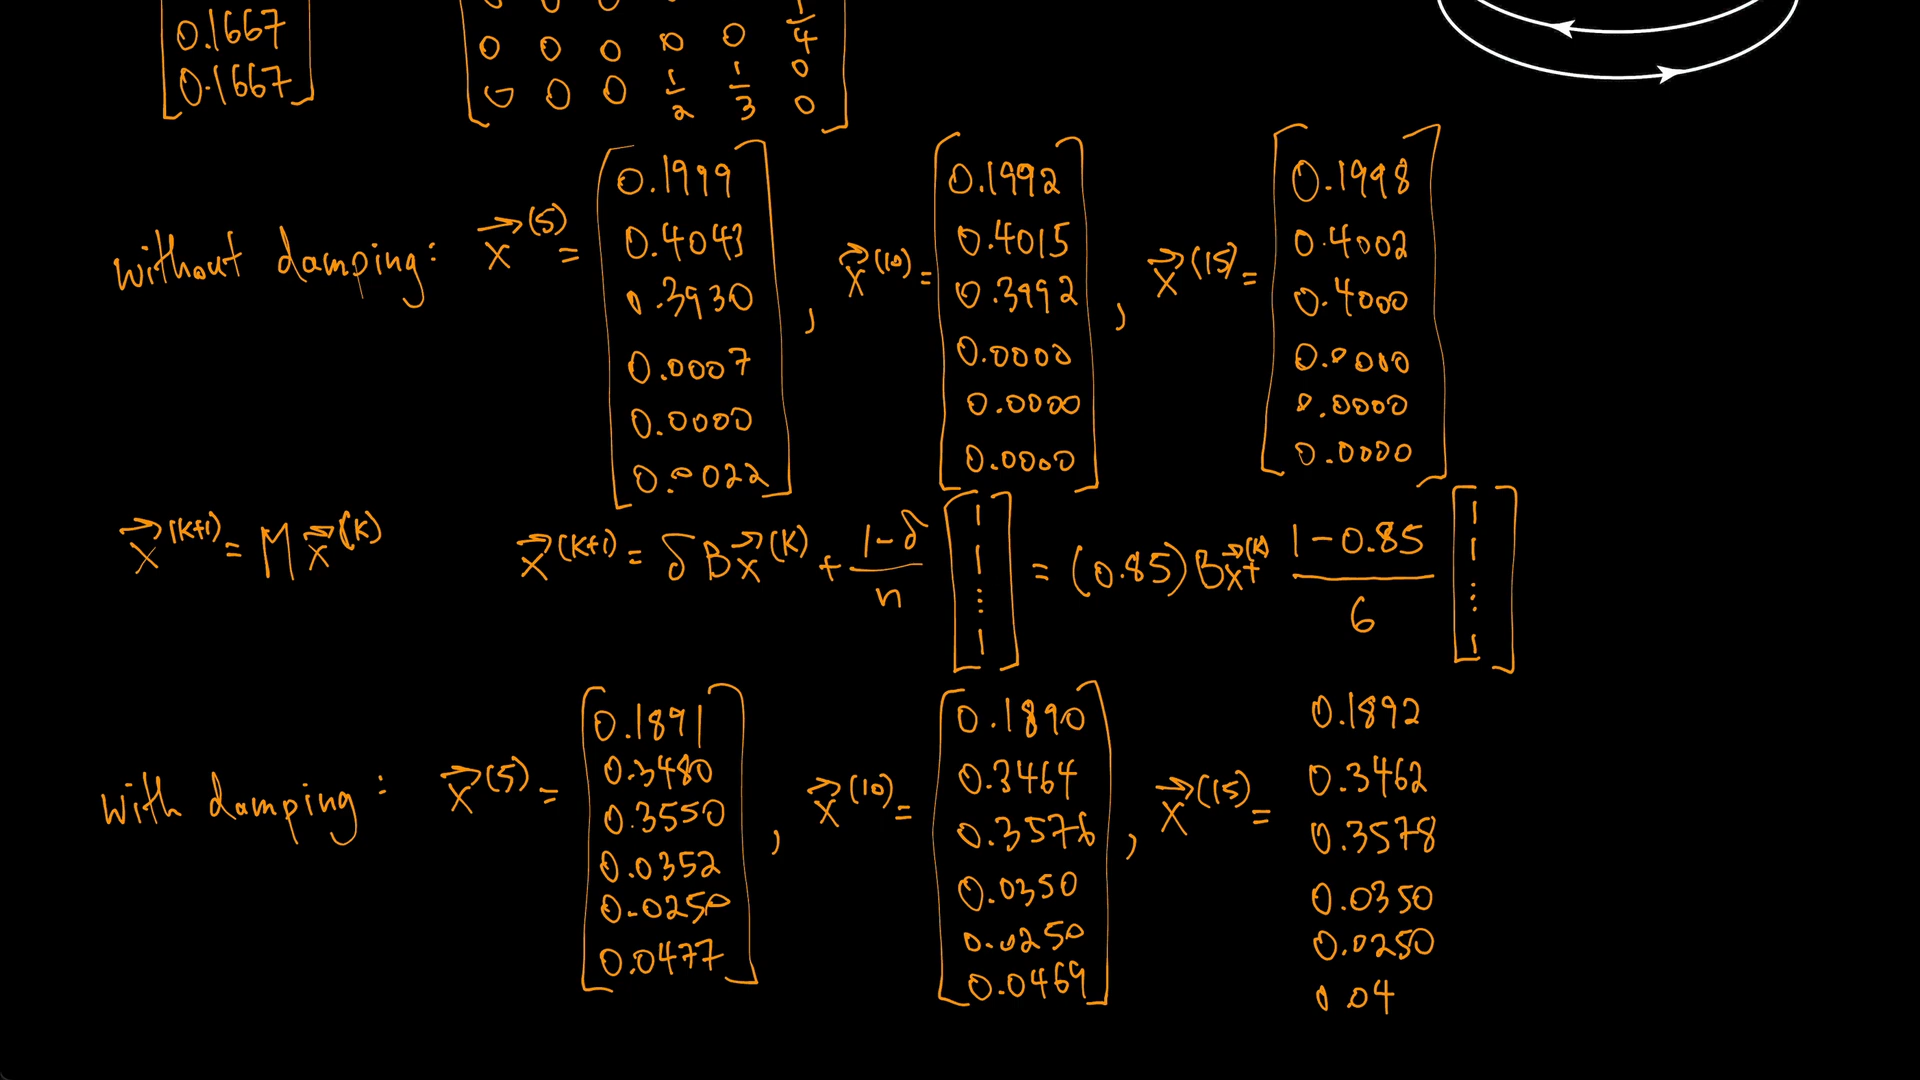 0.1667
0.1667
0 0 0 0 0 1/4
0 0 0 1/2 1/3 0
0
without damping: x⃗^(5) = [0.1999 0.4043 0.3930 0.0007 0.0000 0.0022], x⃗^(10) = [0.1992 0.4015 0.3992 0.0000 0.0000 0.0000], x⃗^(15) = [0.1998 0.4002 0.4000 0.0000 0.0000 0.0000]
x⃗^(k+1) = M x⃗^(k)   x⃗^(k+1) = δBx⃗^(k) + (1-δ)/n [1 1 ⋮ 1] = (0.85)Bx⃗^(k) + (1-0.85)/6 [1 1 ⋮ 1]
with damping: x⃗^(5) = [0.1891 0.3480 0.3550 0.0352 0.0250 0.0477], x⃗^(10) = [0.1890 0.3464 0.3576 0.0350 0.0250 0.0469], x⃗^(15) = 0.1892 0.3462 0.3578 0.0350 0.0250 0.04